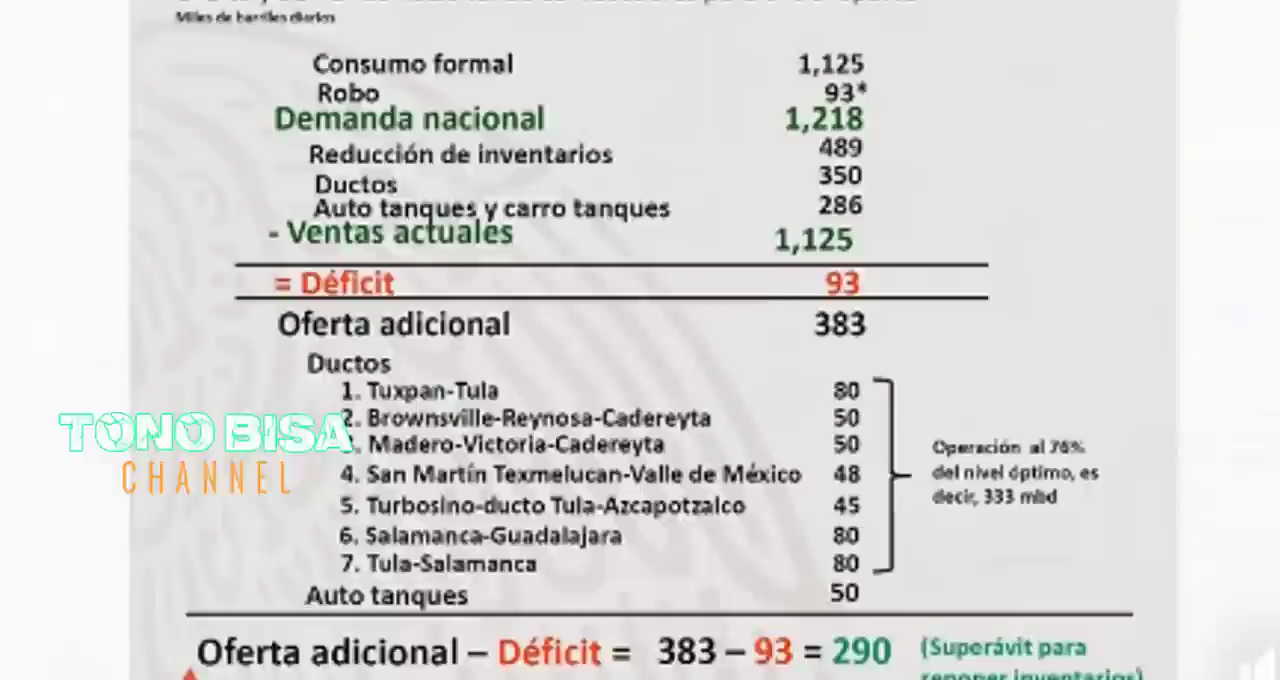 Miles de barriles diarios
Consumo formal 1,125
Robo 93*
Demanda nacional 1,218
Reducción de inventarios 489
Ductos 350
Auto tanques y carro tanques 286
- Ventas actuales 1,125
= Déficit 93
Oferta adicional 383
Ductos
1. Tuxpan-Tula 80
2. Brownsville-Reynosa-Cadereyta 50
3. Madero-Victoria-Cadereyta 50
4. San Martín Texmelucan-Valle de México 48
5. Turbosino-ducto Tula-Azcapotzalco 45
6. Salamanca-Guadalajara 80
7. Tula-Salamanca 80
Operación al 76%
del nivel óptimo, es
decir, 333 mbd
Auto tanques 50
Oferta adicional – Déficit = 383 – 93 = 290
(Superávit para
reponer inventarios)
TONO BISA
CHANNEL